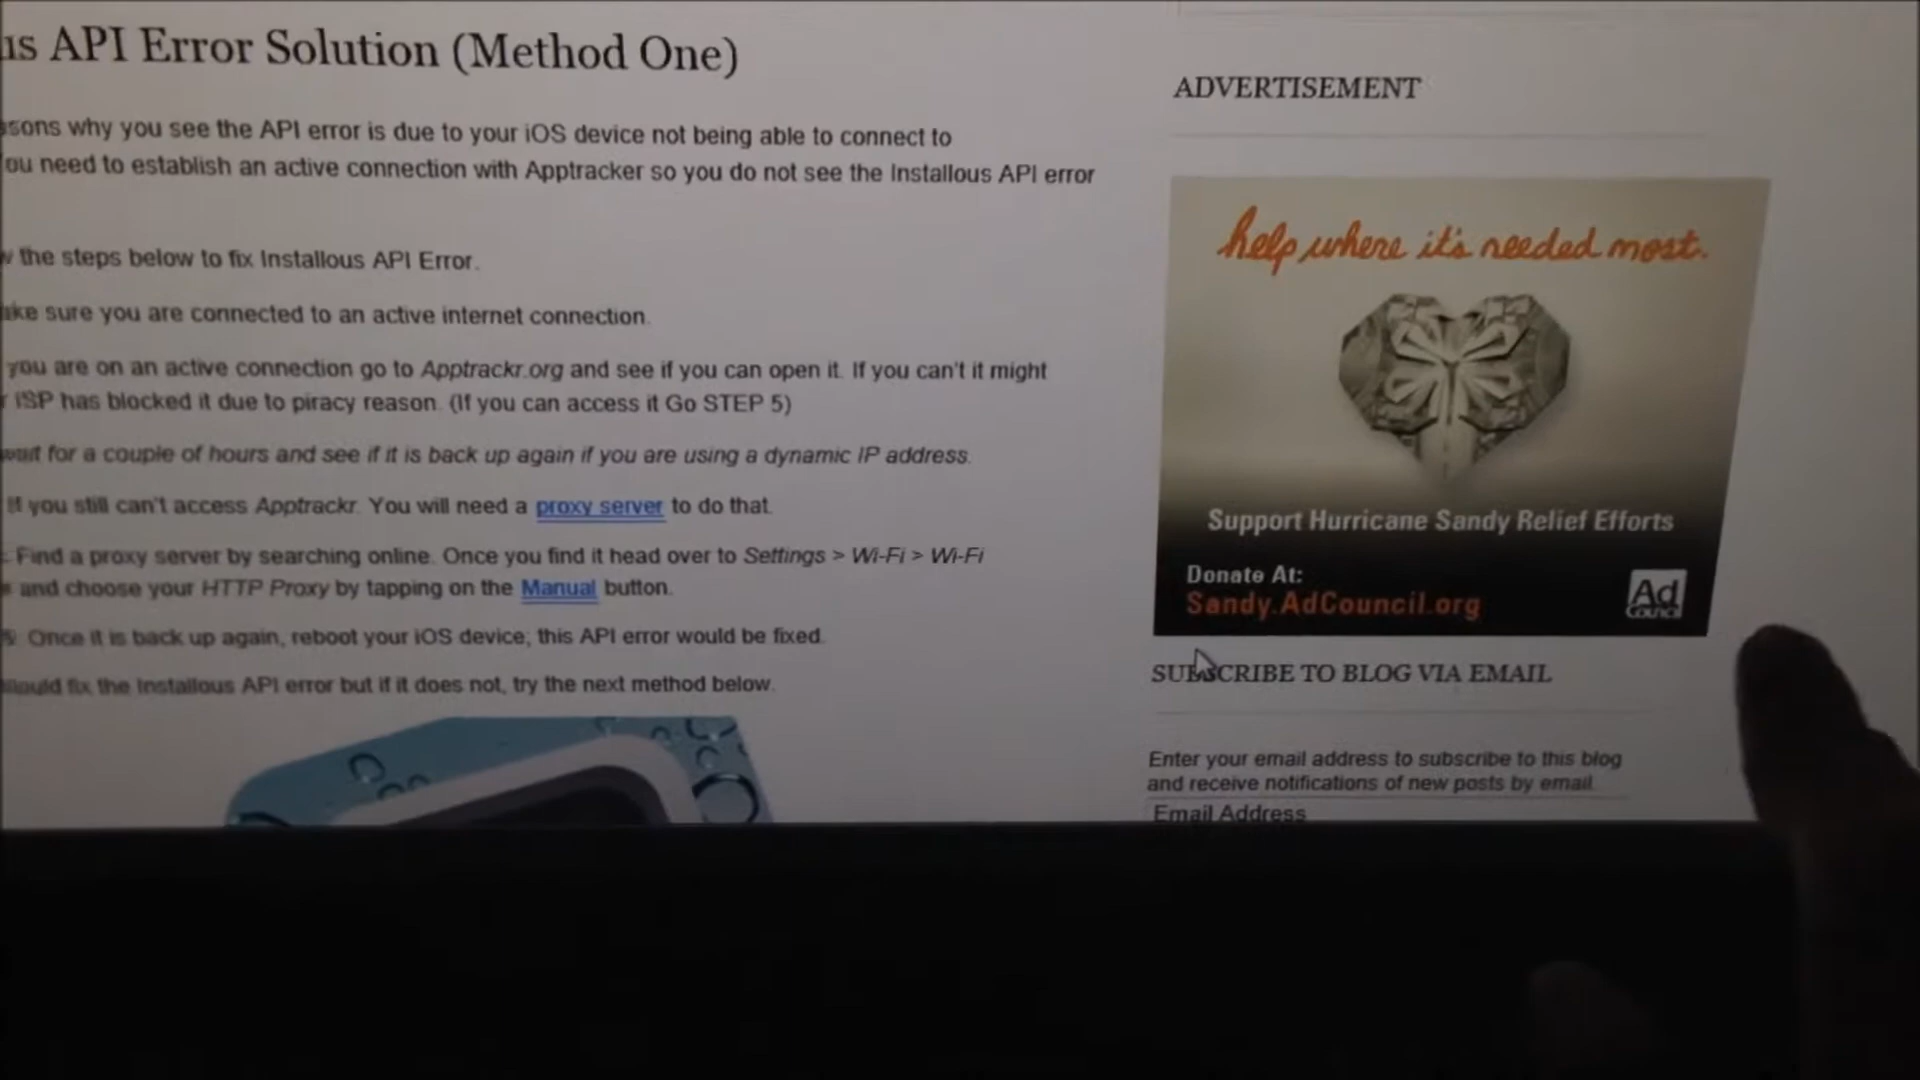 API Error Solution (Method One)
why you see the API error is due to your iOS device not being able to connect to
need to establish an active connection with Apptracker so you do not see the Installous API error
the steps below to fix Installous API Error.
sure you are connected to an active internet connection.
you are on an active connection go to Apptrackr.org and see if you can open it. If you can't it might
ISP has blocked it due to piracy reason. (If you can access it Go STEP 5)
wait for a couple of hours and see if it is back up again if you are using a dynamic IP address.
If you still can't access Apptrackr. You will need a proxy server to do that.
Find a proxy server by searching online. Once you find it head over to Settings > Wi-Fi > Wi-Fi
and choose your HTTP Proxy by tapping on the Manual button.
Once it is back up again, reboot your iOS device; this API error would be fixed.
fix the Installous API error but if it does not, try the next method below.
ADVERTISEMENT
help where it's needed most.
Support Hurricane Sandy Relief Efforts
Donate At:
Sandy.AdCouncil.org
Ad
COUNCIL
SUBSCRIBE TO BLOG VIA EMAIL
Enter your email address to subscribe to this blog
and receive notifications of new posts by email.
Email Address